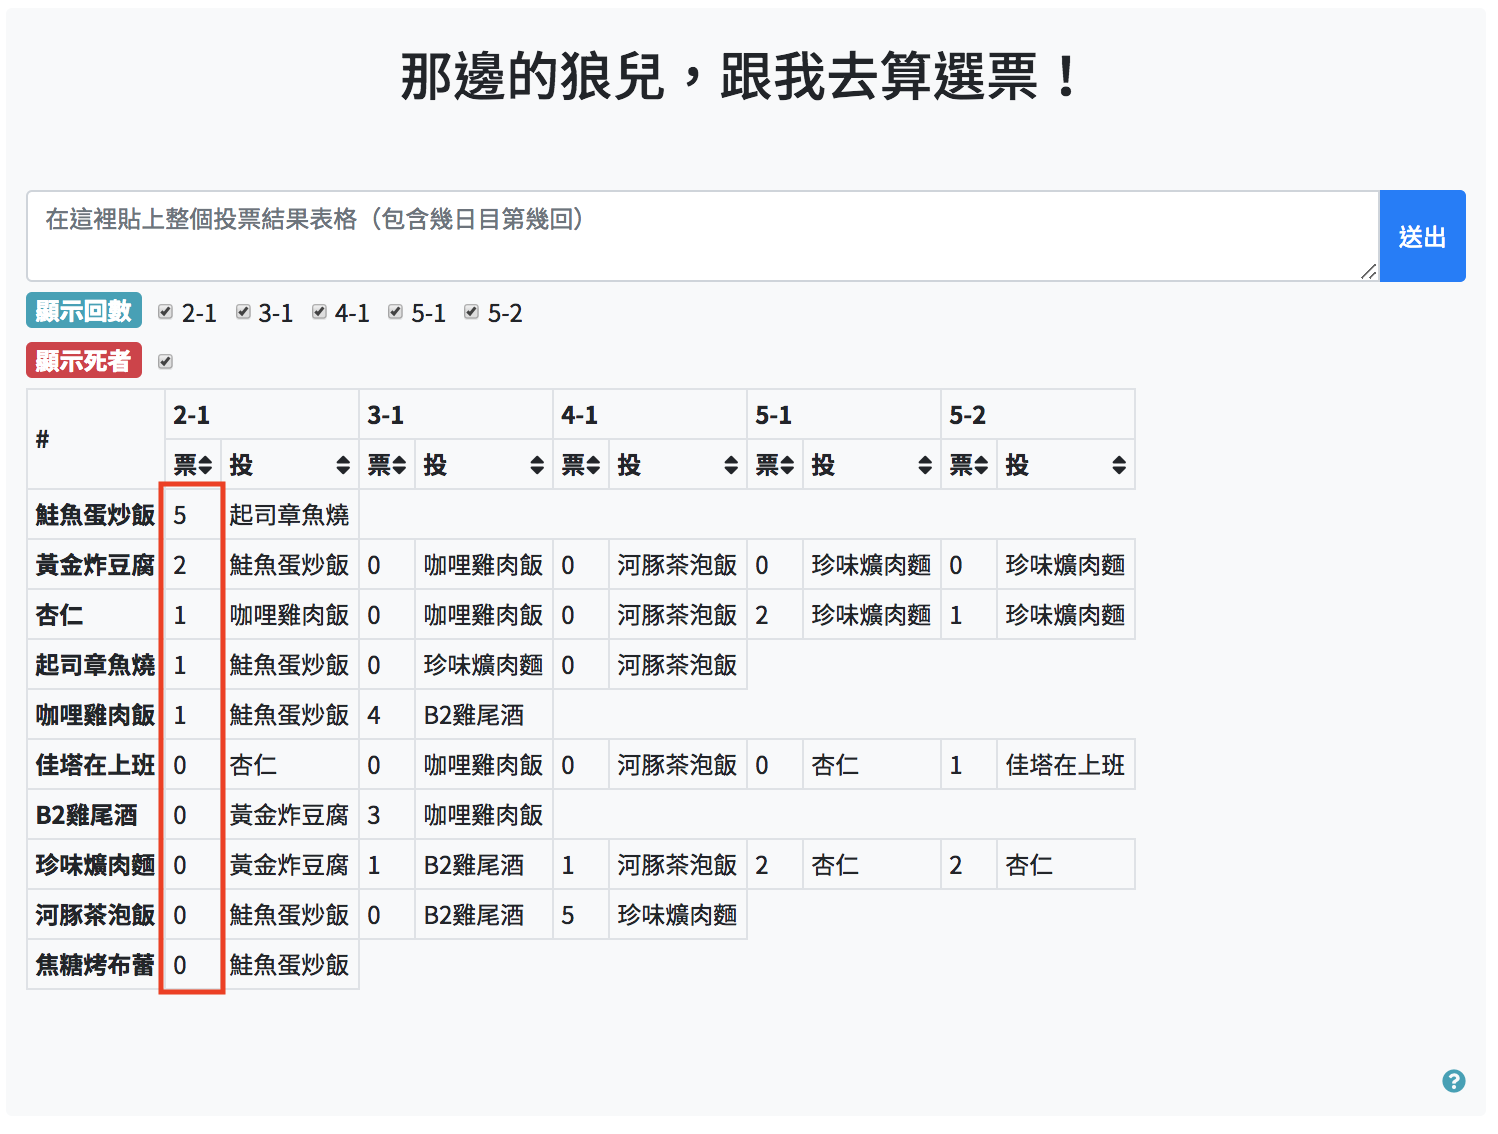 那邊的狼兒，跟我去算選票！
在這裡貼上整個投票結果表格（包含幾日目第幾回）
送出
顯示回數 2-1 3-1 4-1 5-1 5-2
顯示死者
# 2-1 3-1 4-1 5-1 5-2
票 投 票 投 票 投 票 投 票 投
鮭魚蛋炒飯 5 起司章魚燒
黃金炸豆腐 2 鮭魚蛋炒飯 0 咖哩雞肉飯 0 河豚茶泡飯 0 珍味爌肉麵 0 珍味爌肉麵
杏仁 1 咖哩雞肉飯 0 咖哩雞肉飯 0 河豚茶泡飯 2 珍味爌肉麵 1 珍味爌肉麵
起司章魚燒 1 鮭魚蛋炒飯 0 珍味爌肉麵 0 河豚茶泡飯
咖哩雞肉飯 1 鮭魚蛋炒飯 4 B2雞尾酒
佳塔在上班 0 杏仁 0 咖哩雞肉飯 0 河豚茶泡飯 0 杏仁 1 佳塔在上班
B2雞尾酒 0 黃金炸豆腐 3 咖哩雞肉飯
珍味爌肉麵 0 黃金炸豆腐 1 B2雞尾酒 1 河豚茶泡飯 2 杏仁 2 杏仁
河豚茶泡飯 0 鮭魚蛋炒飯 0 B2雞尾酒 5 珍味爌肉麵
焦糖烤布蕾 0 鮭魚蛋炒飯
?